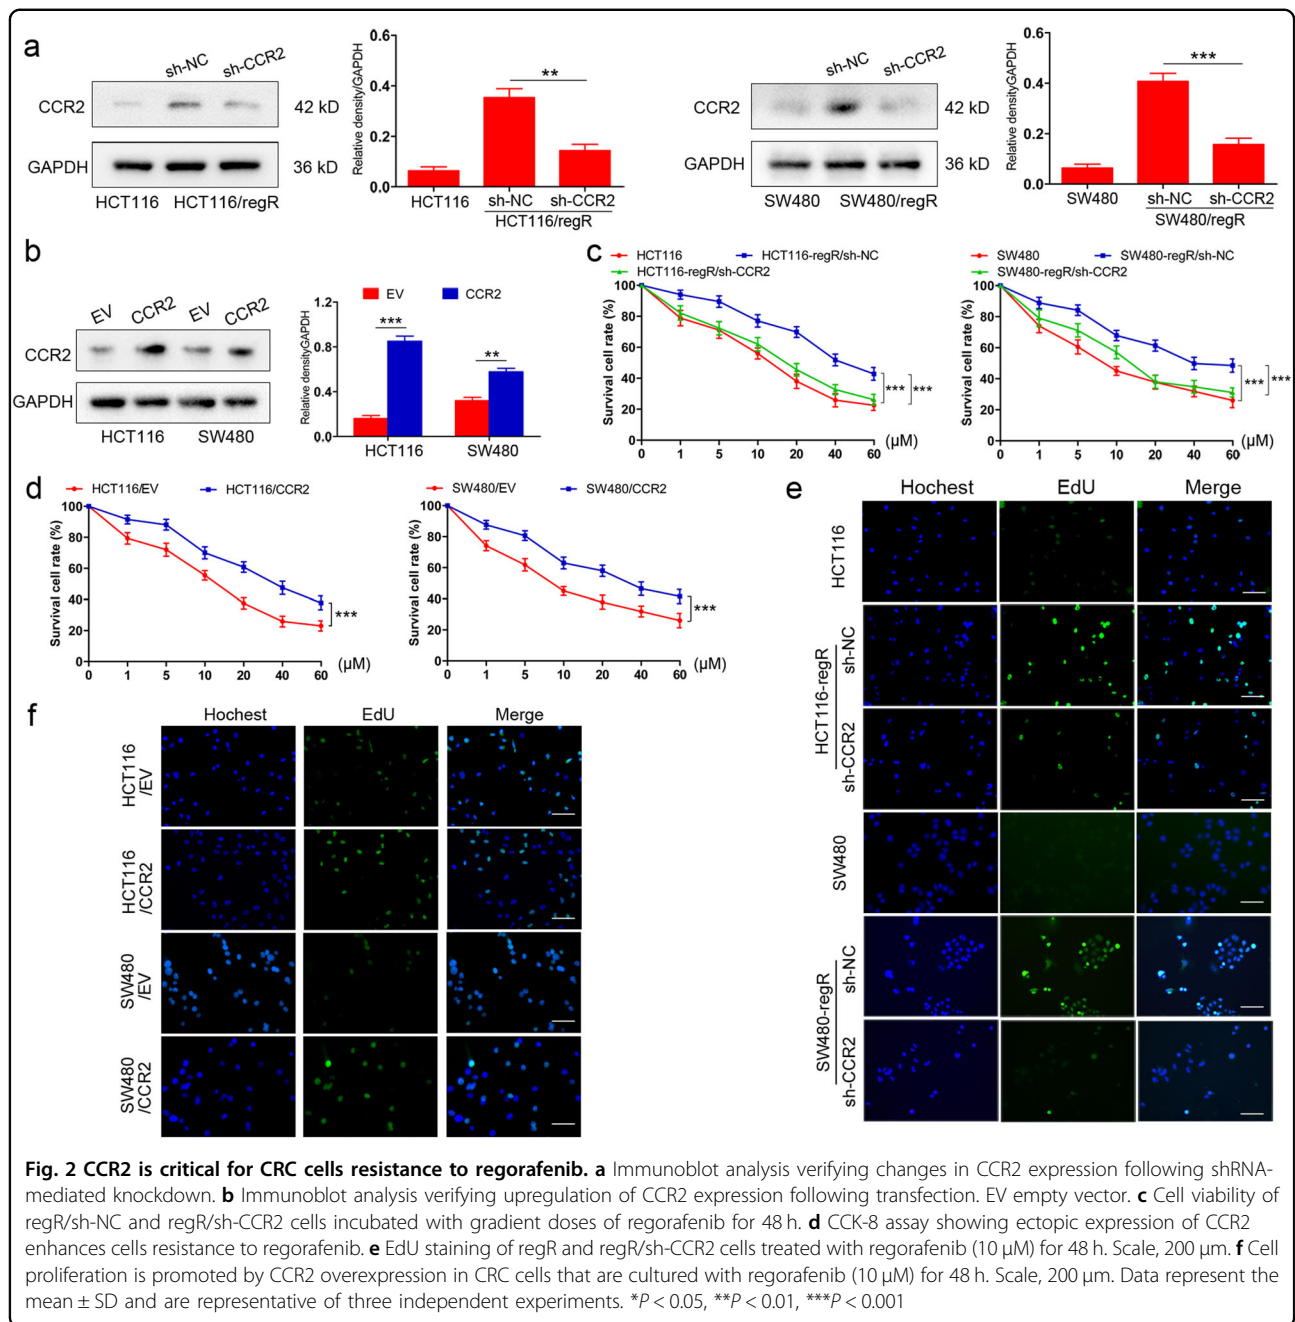 a
sh-NC sh-CCR2
CCR2 42 kD
GAPDH 36 kD
HCT116 HCT116/regR
Relative density/GAPDH
0.6
0.4
0.2
0.0
**
HCT116 sh-NC sh-CCR2
HCT116/regR
sh-NC sh-CCR2
CCR2 42 kD
GAPDH 36 kD
SW480 SW480/regR
Relative densityGAPDH
0.6
0.4
0.2
0.0
***
SW480 sh-NC sh-CCR2
SW480/regR
b
EV CCR2 EV CCR2
CCR2
GAPDH
HCT116 SW480
EV CCR2
Relative densityGAPDH
1.2
0.8
0.4
0.0
*** **
HCT116 SW480
c
HCT116 HCT116-regR/sh-NC
HCT116-regR/sh-CCR2
Survival cell rate (%)
100
80
60
40
20
0
*** ***
0 1 5 10 20 40 60 (μM)
SW480 SW480-regR/sh-NC
SW480-regR/sh-CCR2
Survival cell rate (%)
100
80
60
40
20
0
*** ***
0 1 5 10 20 40 60 (μM)
d
HCT116/EV HCT116/CCR2
Survival cell rate (%)
100
80
60
40
20
0
***
0 1 5 10 20 40 60 (μM)
SW480/EV SW480/CCR2
Survival cell rate (%)
100
80
60
40
20
0
***
0 1 5 10 20 40 60 (μM)
e
Hochest EdU Merge
HCT116
HCT116-regR
sh-NC
sh-CCR2
SW480
SW480-regR
sh-NC
sh-CCR2
f
Hochest EdU Merge
HCT116
/EV
HCT116
/CCR2
SW480
/EV
SW480
/CCR2
Fig. 2 CCR2 is critical for CRC cells resistance to regorafenib. a Immunoblot analysis verifying changes in CCR2 expression following shRNA-
mediated knockdown. b Immunoblot analysis verifying upregulation of CCR2 expression following transfection. EV empty vector. c Cell viability of
regR/sh-NC and regR/sh-CCR2 cells incubated with gradient doses of regorafenib for 48 h. d CCK-8 assay showing ectopic expression of CCR2
enhances cells resistance to regorafenib. e EdU staining of regR and regR/sh-CCR2 cells treated with regorafenib (10 μM) for 48 h. Scale, 200 μm. f Cell
proliferation is promoted by CCR2 overexpression in CRC cells that are cultured with regorafenib (10 μM) for 48 h. Scale, 200 μm. Data represent the
mean ± SD and are representative of three independent experiments. *P < 0.05, **P < 0.01, ***P < 0.001